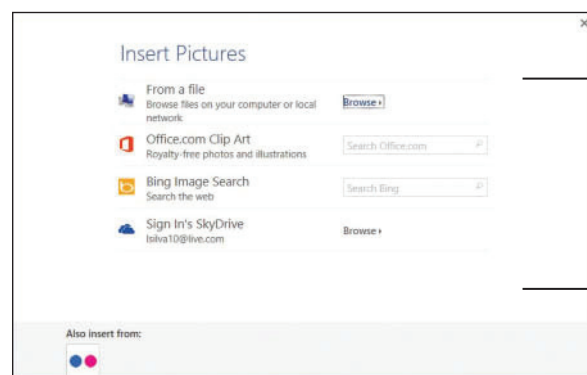 Insert Pictures
From a file
Browse files on your computer or local
network
Browse
Office.com Clip Art
Royalty-free photos and illustrations
Search Office.com
Bing Image Search
Search the web
Search Bing
Sign In's SkyDrive
lsilva10@live.com
Browse
Also insert from: